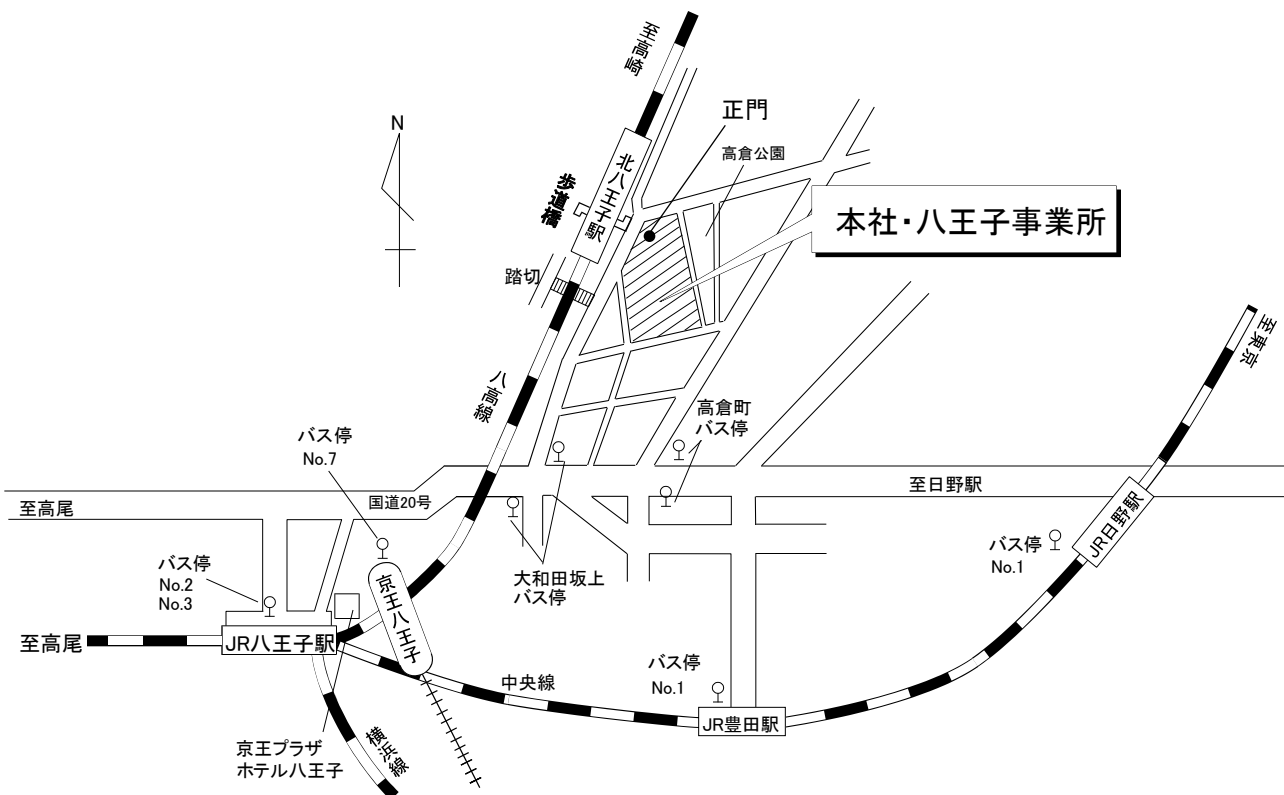 至高崎
正門
N
高倉公園
北八王子駅
歩道橋
本社・八王子事業所
踏切
至東京
八高線
高倉町
バス停
バス停
No.7
至日野駅
国道20号
至高尾
JR日野駅
バス停
No.1
バス停
No.2
No.3
大和田坂上
バス停
京王八王子
至高尾
JR八王子駅
バス停
No.1
中央線
JR豊田駅
横浜線
京王プラザ
ホテル八王子